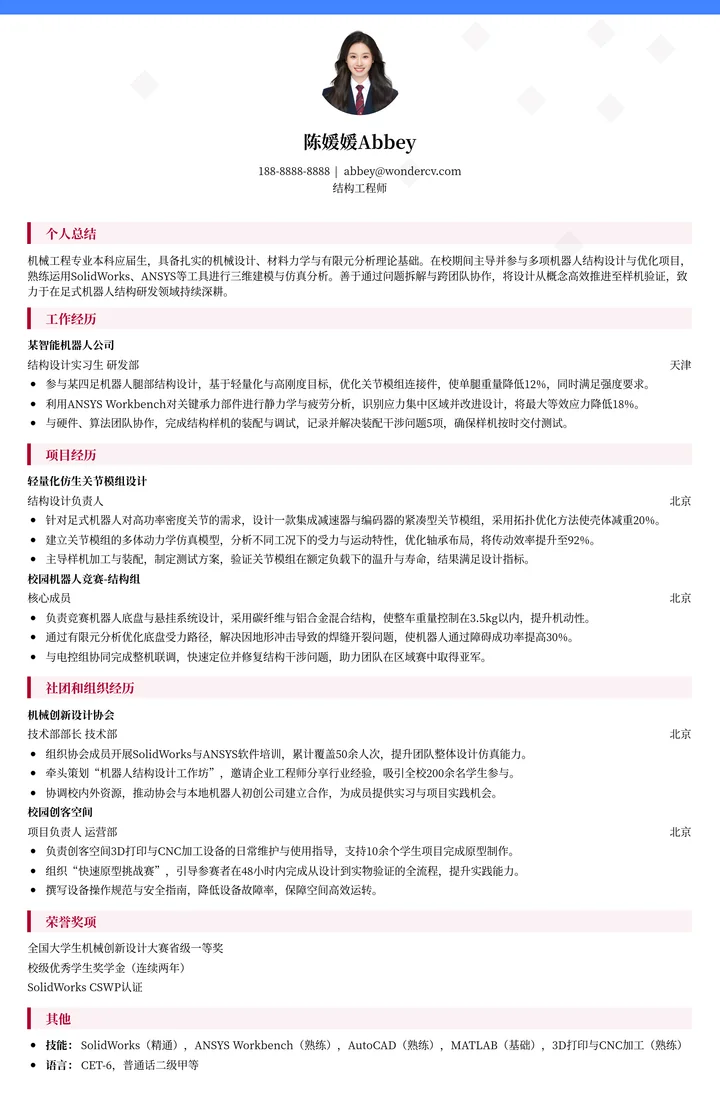 陈媛媛Abbey
188-8888-8888 | abbey@wondercv.com
结构工程师
个人总结
机械工程专业本科应届生，具备扎实的机械设计、材料力学与有限元分析理论基础。在校期间主导并参与多项机器人结构设计与优化项目，
熟练运用SolidWorks、ANSYS等工具进行三维建模与仿真分析。善于通过问题拆解与跨团队协作，将设计从概念高效推进至样机验证，致
力于在足式机器人结构研发领域持续深耕。
工作经历
某智能机器人公司
结构设计实习生 研发部 天津
• 参与某四足机器人腿部结构设计，基于轻量化与高刚度目标，优化关节模组连接件，使单腿重量降低12%，同时满足强度要求。
• 利用ANSYS Workbench对关键承力部件进行静力学与疲劳分析，识别应力集中区域并改进设计，将最大等效应力降低18%。
• 与硬件、算法团队协作，完成结构样机的装配与调试，记录并解决装配干涉问题5项，确保样机按时交付测试。
项目经历
轻量化仿生关节模组设计
结构设计负责人 北京
• 针对足式机器人对高功率密度关节的需求，设计一款集成减速器与编码器的紧凑型关节模组，采用拓扑优化方法使壳体减重20%。
• 建立关节模组的多体动力学仿真模型，分析不同工况下的受力与运动特性，优化轴承布局，将传动效率提升至92%。
• 主导样机加工与装配，制定测试方案，验证关节模组在额定负载下的温升与寿命，结果满足设计指标。
校园机器人竞赛-结构组
核心成员 北京
• 负责竞赛机器人底盘与悬挂系统设计，采用碳纤维与铝合金混合结构，使整车重量控制在3.5kg以内，提升机动性。
• 通过有限元分析优化底盘受力路径，解决因地形冲击导致的焊缝开裂问题，使机器人通过障碍成功率提高30%。
• 与电控组协同完成整机联调，快速定位并修复结构干涉问题，助力团队在区域赛中取得亚军。
社团和组织经历
机械创新设计协会
技术部部长 技术部 北京
• 组织协会成员开展SolidWorks与ANSYS软件培训，累计覆盖50余人次，提升团队整体设计仿真能力。
• 牵头策划“机器人结构设计工作坊”，邀请企业工程师分享行业经验，吸引全校200余名学生参与。
• 协调校内外资源，推动协会与本地机器人初创公司建立合作，为成员提供实习与项目实践机会。
校园创客空间
项目负责人 运营部 北京
• 负责创客空间3D打印与CNC加工设备的日常维护与使用指导，支持10余个学生项目完成原型制作。
• 组织“快速原型挑战赛”，引导参赛者在48小时内完成从设计到实物验证的全流程，提升实践能力。
• 撰写设备操作规范与安全指南，降低设备故障率，保障空间高效运转。
荣誉奖项
全国大学生机械创新设计大赛省级一等奖
校级优秀学生奖学金（连续两年）
SolidWorks CSWP认证
其他
• 技能： SolidWorks（精通），ANSYS Workbench（熟练），AutoCAD（熟练），MATLAB（基础），3D打印与CNC加工（熟练）
• 语言： CET-6，普通话二级甲等